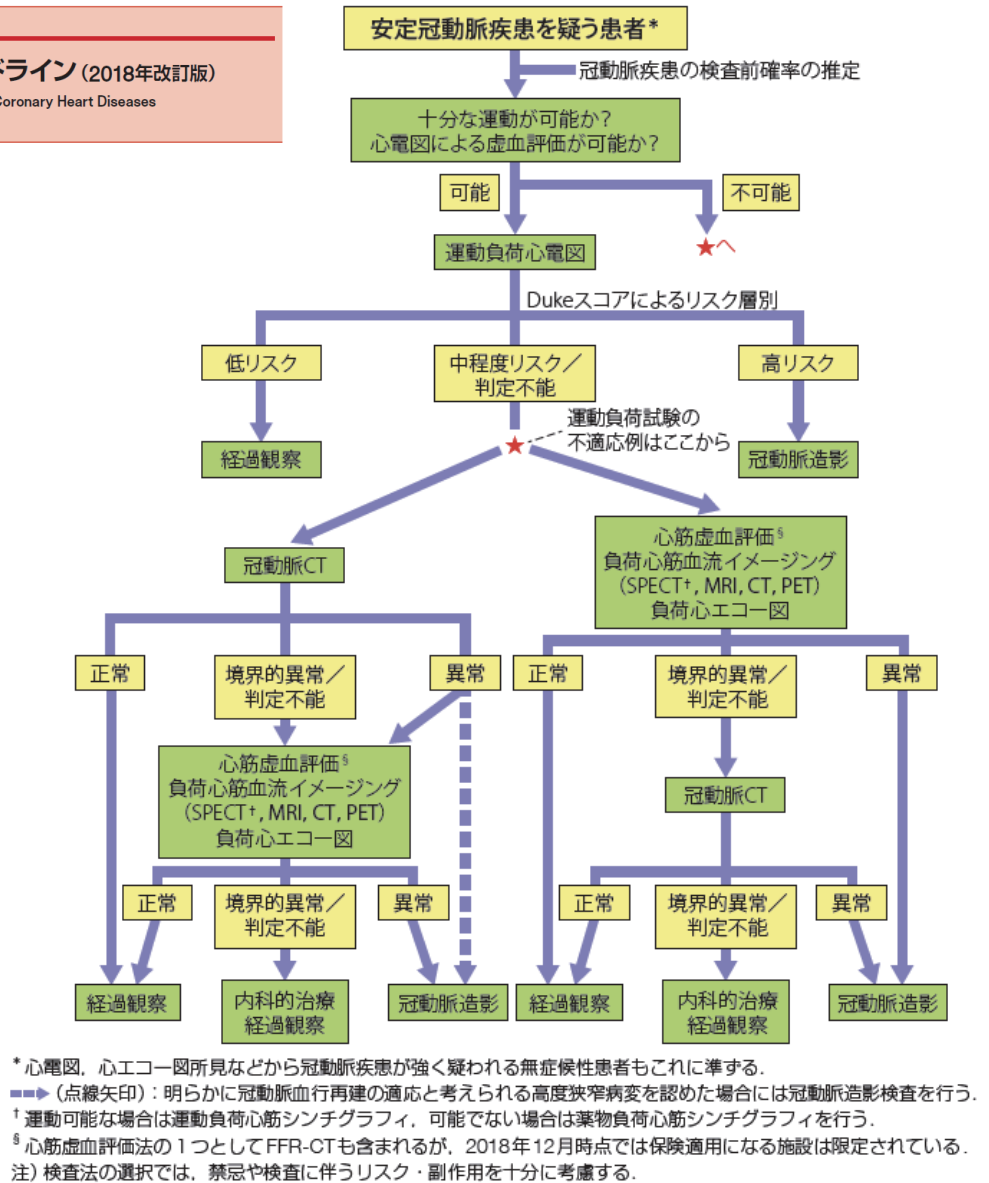 ドライン（2018年改訂版）
Coronary Heart Diseases
安定冠動脈疾患を疑う患者*
冠動脈疾患の検査前確率の推定
十分な運動が可能か？
心電図による虚血評価が可能か？
可能
不可能
運動負荷心電図
★へ
Dukeスコアによるリスク層別
低リスク
中程度リスク／
判定不能
高リスク
運動負荷試験の
不適応例はここから
★
経過観察
冠動脈造影
冠動脈CT
心筋虚血評価§
負荷心筋血流イメージング
（SPECT†, MRI, CT, PET）
負荷心エコー図
正常
境界的異常／
判定不能
異常
正常
境界的異常／
判定不能
異常
心筋虚血評価§
負荷心筋血流イメージング
（SPECT†, MRI, CT, PET）
負荷心エコー図
冠動脈CT
正常
境界的異常／
判定不能
異常
正常
境界的異常／
判定不能
異常
経過観察
内科的治療
経過観察
冠動脈造影
経過観察
内科的治療
経過観察
冠動脈造影
*心電図，心エコー図所見などから冠動脈疾患が強く疑われる無症候性患者もこれに準ずる．
（点線矢印）：明らかに冠動脈血行再建の適応と考えられる高度狭窄病変を認めた場合には冠動脈造影検査を行う．
†運動可能な場合は運動負荷心筋シンチグラフィ，可能でない場合は薬物負荷心筋シンチグラフィを行う．
§心筋虚血評価法の1つとしてFFR-CTも含まれるが，2018年12月時点では保険適用になる施設は限定されている．
注）検査法の選択では，禁忌や検査に伴うリスク・副作用を十分に考慮する．